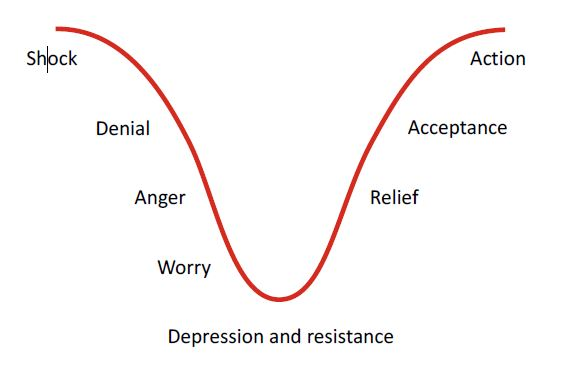 Shock
Action
Denial
Acceptance
Anger
Relief
Worry
Depression and resistance